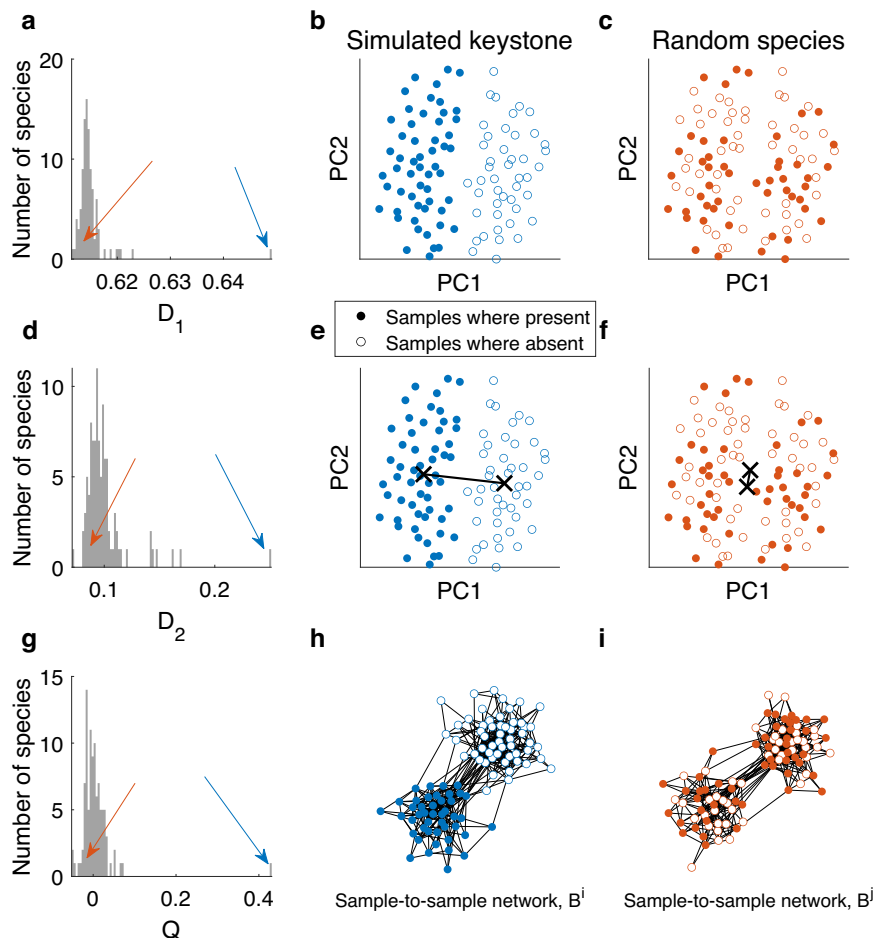 a
b
c
Simulated keystone
Random species
Number of species
20
10
0
0.62
0.63
0.64
D1
PC2
PC1
PC2
PC1
Samples where present
Samples where absent
d
e
f
Number of species
10
5
0
0.1
0.2
D2
PC2
PC1
PC2
PC1
g
h
i
Number of species
15
10
5
0
0
0.2
0.4
Q
Sample-to-sample network, Bi
Sample-to-sample network, Bj